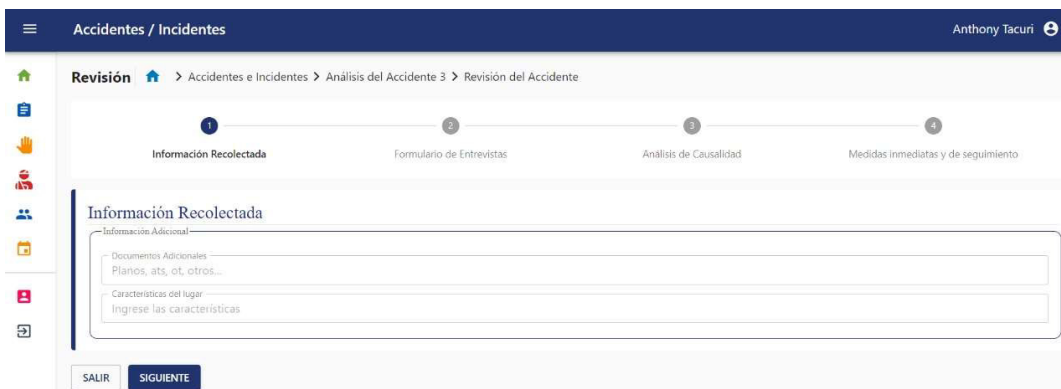 Accidentes / Incidentes
Anthony Tacuri
Revisión > Accidentes e Incidentes > Análisis del Accidente 3 > Revisión del Accidente
1 2 3 4
Información Recolectada Formulario de Entrevistas Análisis de Causalidad Medidas inmediatas y de seguimiento
Información Recolectada
Información Adicional
Documentos Adicionales
Planos, ats, ot, otros...
Características del lugar
Ingrese las características
SALIR SIGUIENTE